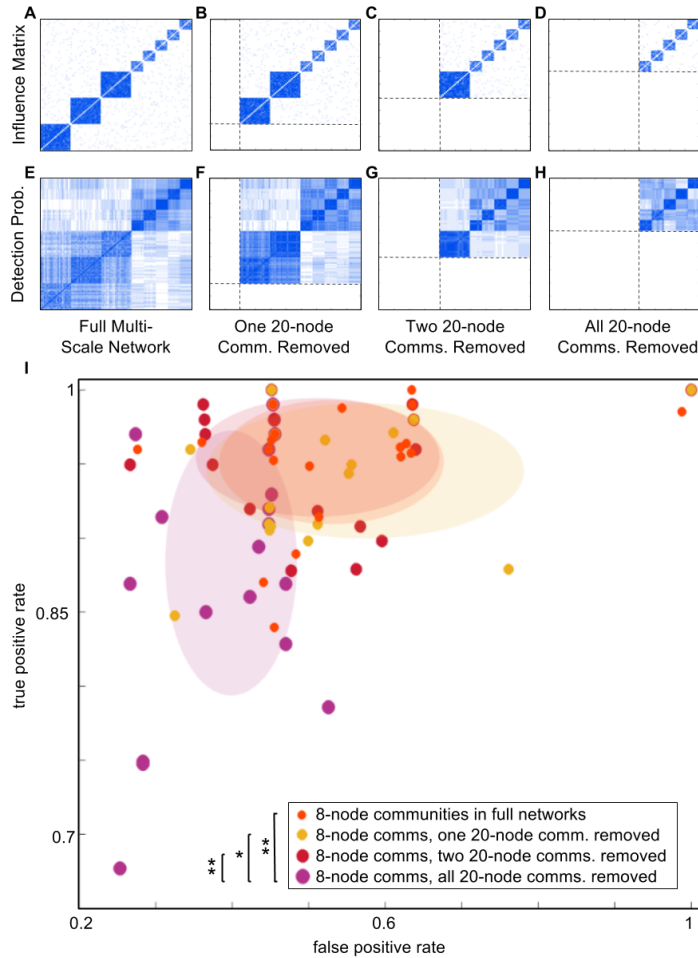 A B C D
Influence Matrix
E F G H
Detection Prob.
Full Multi-
Scale Network
One 20-node
Comm. Removed
Two 20-node
Comms. Removed
All 20-node
Comms. Removed
I
1
0.85
0.7
true positive rate
** * **
8-node communities in full networks
8-node comms, one 20-node comm. removed
8-node comms, two 20-node comms. removed
8-node comms, all 20-node comms. removed
0.2 0.6 1
false positive rate